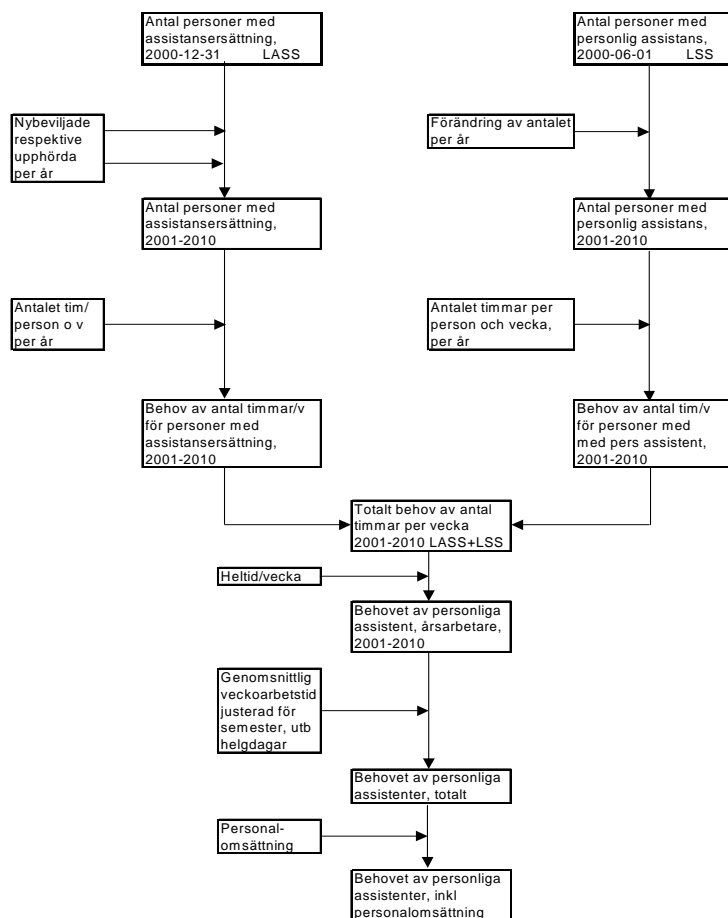 Antal personer med
assistansersättning,
2000-12-31 LASS
Antal personer med
personlig assistans,
2000-06-01 LSS
Nybeviljade
respektive
upphörda
per år
Förändring av antalet
per år
Antal personer med
assistansersättning,
2001-2010
Antal personer med
personlig assistans,
2001-2010
Antalet tim/
person o v
per år
Antalet timmar per
person och vecka,
per år
Behov av antal timmar/v
för personer med
assistansersättning,
2001-2010
Behov av antal tim/v
för personer med
med pers assistent,
2001-2010
Totalt behov av antal
timmar per vecka
2001-2010 LASS+LSS
Heltid/vecka
Behovet av personliga
assistent, årsarbetare,
2001-2010
Genomsnittlig
veckoarbetstid
justerad för
semester, utb
helgdagar
Behovet av personliga
assistenter, totalt
Personal-
omsättning
Behovet av personliga
assistenter, inkl
personalomsättning